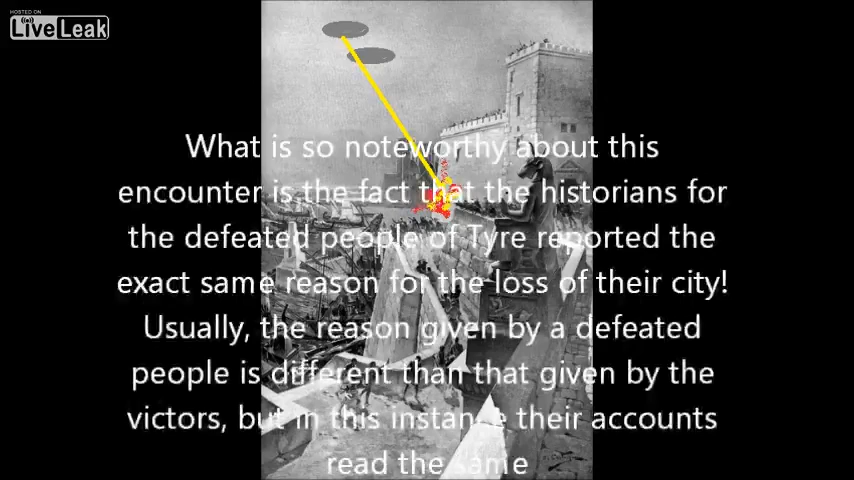 HOSTED ON
LiveLeak
What is so noteworthy about this
encounter is the fact that the historians for
the defeated people of Tyre reported the
exact same reason for the loss of their city!
Usually, the reason given by a defeated
people is different than that given by the
victors, but in this instance their accounts
read the same